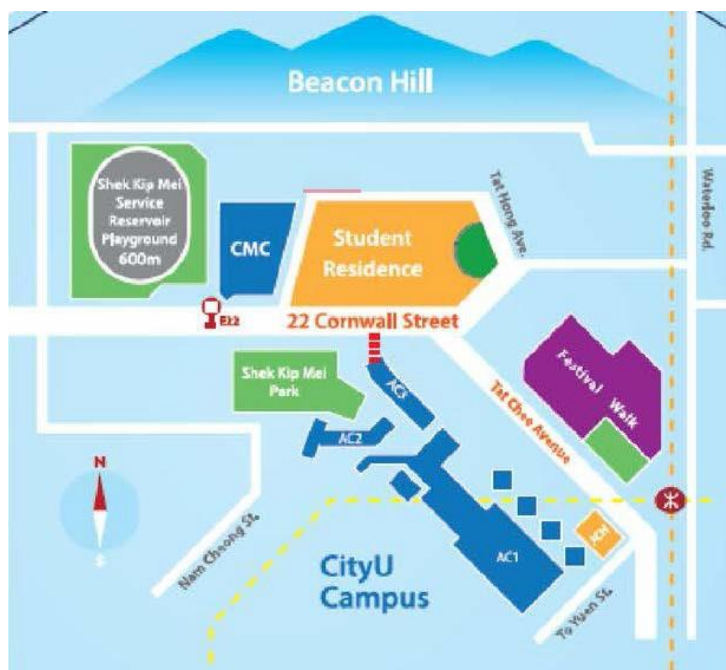 Beacon Hill
Shek Kip Mei
Service
Reservoir
Playground
600m
CMC
Student
Residence
Tat Hong Ave.
Waterloo Rd.
E22
22 Cornwall Street
Shek Kip Mei
Park
AC3
AC2
Tat Chee Avenue
Festival Walk
N
S
Nam Cheong St.
AC1
JCH
CityU
Campus
To Yuen St.